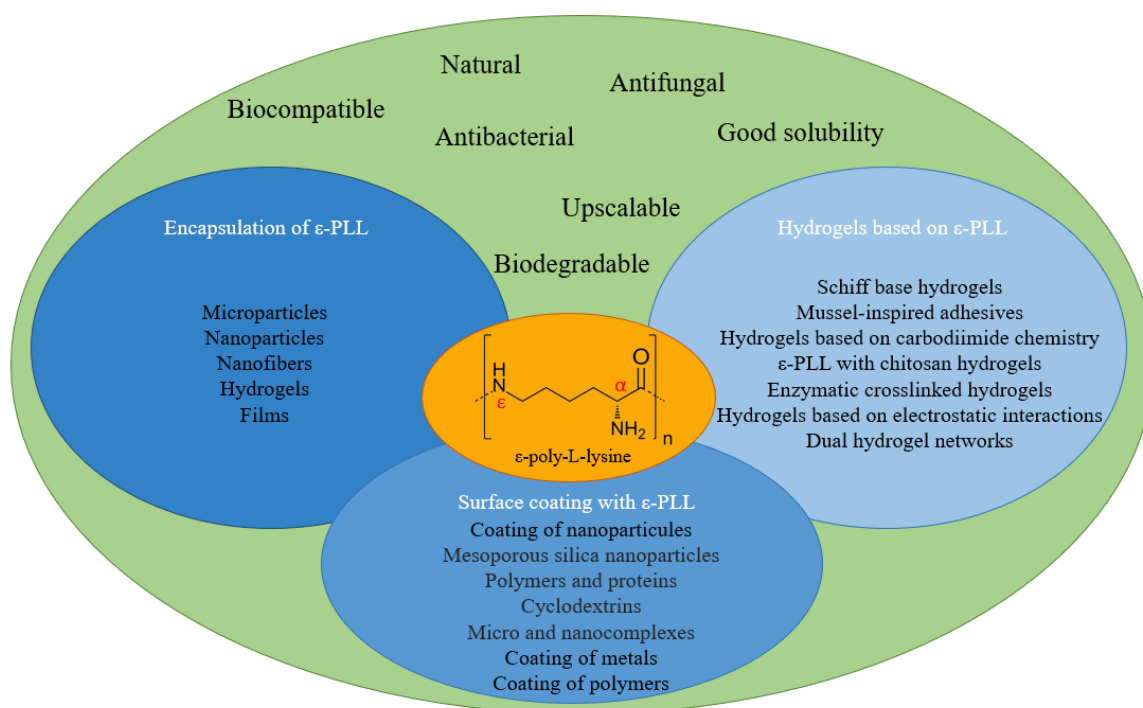 Natural
Antifungal
Biocompatible
Antibacterial
Good solubility
Upscalable
Biodegradable
Encapsulation of ε-PLL
Microparticles
Nanoparticles
Nanofibers
Hydrogels
Films
Hydrogels based on ε-PLL
Schiff base hydrogels
Mussel-inspired adhesives
Hydrogels based on carbodiimide chemistry
ε-PLL with chitosan hydrogels
Enzymatic crosslinked hydrogels
Hydrogels based on electrostatic interactions
Dual hydrogel networks
H
N
ε
α
O
NH2
n
ε-poly-L-lysine
Surface coating with ε-PLL
Coating of nanoparticules
Mesoporous silica nanoparticles
Polymers and proteins
Cyclodextrins
Micro and nanocomplexes
Coating of metals
Coating of polymers